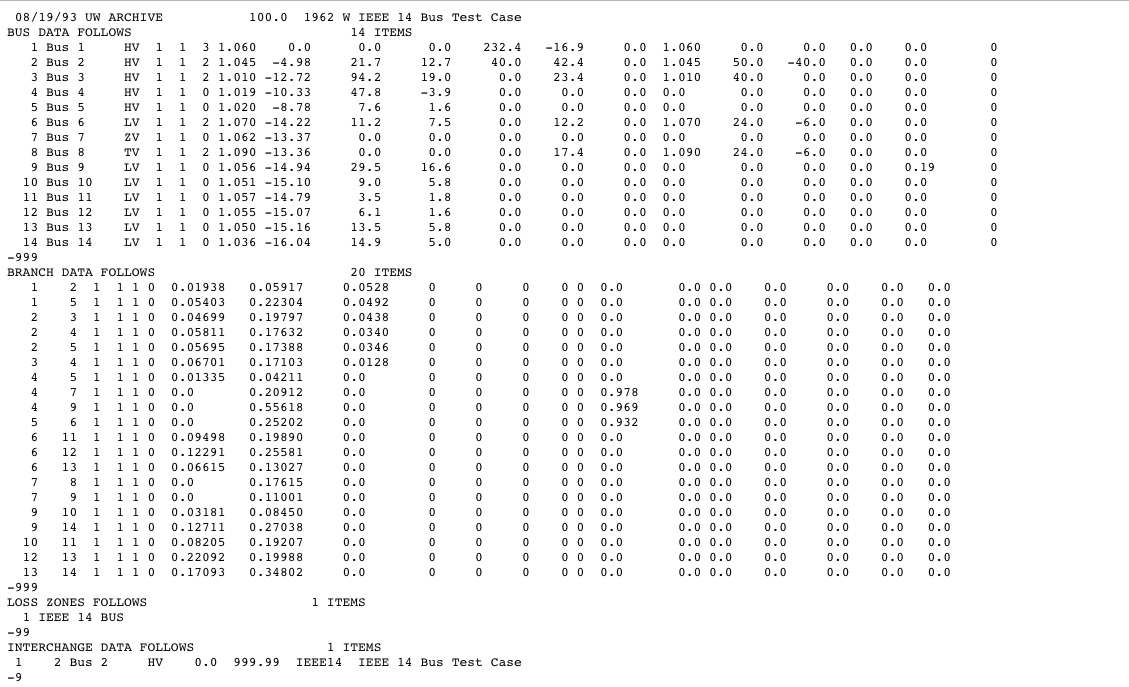 08/19/93 UW ARCHIVE           100.0  1962 W IEEE 14 Bus Test Case
BUS DATA FOLLOWS                            14 ITEMS
   1 Bus 1     HV  1  1  3 1.060    0.0      0.0      0.0    232.4   -16.9     0.0  1.060     0.0     0.0   0.0    0.0        0
   2 Bus 2     HV  1  1  2 1.045  -4.98     21.7     12.7     40.0    42.4     0.0  1.045    50.0   -40.0   0.0    0.0        0
   3 Bus 3     HV  1  1  2 1.010 -12.72     94.2     19.0      0.0    23.4     0.0  1.010    40.0     0.0   0.0    0.0        0
   4 Bus 4     HV  1  1  0 1.019 -10.33     47.8     -3.9      0.0     0.0     0.0  0.0       0.0     0.0   0.0    0.0        0
   5 Bus 5     HV  1  1  0 1.020  -8.78      7.6      1.6      0.0     0.0     0.0  0.0       0.0     0.0   0.0    0.0        0
   6 Bus 6     LV  1  1  2 1.070 -14.22     11.2      7.5      0.0    12.2     0.0  1.070    24.0    -6.0   0.0    0.0        0
   7 Bus 7     ZV  1  1  0 1.062 -13.37      0.0      0.0      0.0     0.0     0.0  0.0       0.0     0.0   0.0    0.0        0
   8 Bus 8     TV  1  1  2 1.090 -13.36      0.0      0.0      0.0    17.4     0.0  1.090    24.0    -6.0   0.0    0.0        0
   9 Bus 9     LV  1  1  0 1.056 -14.94     29.5     16.6      0.0     0.0     0.0  0.0       0.0     0.0   0.0    0.19       0
  10 Bus 10    LV  1  1  0 1.051 -15.10      9.0      5.8      0.0     0.0     0.0  0.0       0.0     0.0   0.0    0.0        0
  11 Bus 11    LV  1  1  0 1.057 -14.79      3.5      1.8      0.0     0.0     0.0  0.0       0.0     0.0   0.0    0.0        0
  12 Bus 12    LV  1  1  0 1.055 -15.07      6.1      1.6      0.0     0.0     0.0  0.0       0.0     0.0   0.0    0.0        0
  13 Bus 13    LV  1  1  0 1.050 -15.16     13.5      5.8      0.0     0.0     0.0  0.0       0.0     0.0   0.0    0.0        0
  14 Bus 14    LV  1  1  0 1.036 -16.04     14.9      5.0      0.0     0.0     0.0  0.0       0.0     0.0   0.0    0.0        0
-999
BRANCH DATA FOLLOWS                         20 ITEMS
   1    2  1  1 1 0  0.01938   0.05917     0.0528     0     0     0    0 0  0.0       0.0 0.0    0.0     0.0    0.0   0.0
   1    5  1  1 1 0  0.05403   0.22304     0.0492     0     0     0    0 0  0.0       0.0 0.0    0.0     0.0    0.0   0.0
   2    3  1  1 1 0  0.04699   0.19797     0.0438     0     0     0    0 0  0.0       0.0 0.0    0.0     0.0    0.0   0.0
   2    4  1  1 1 0  0.05811   0.17632     0.0340     0     0     0    0 0  0.0       0.0 0.0    0.0     0.0    0.0   0.0
   2    5  1  1 1 0  0.05695   0.17388     0.0346     0     0     0    0 0  0.0       0.0 0.0    0.0     0.0    0.0   0.0
   3    4  1  1 1 0  0.06701   0.17103     0.0128     0     0     0    0 0  0.0       0.0 0.0    0.0     0.0    0.0   0.0
   4    5  1  1 1 0  0.01335   0.04211     0.0        0     0     0    0 0  0.0       0.0 0.0    0.0     0.0    0.0   0.0
   4    7  1  1 1 0  0.0       0.20912     0.0        0     0     0    0 0  0.978     0.0 0.0    0.0     0.0    0.0   0.0
   4    9  1  1 1 0  0.0       0.55618     0.0        0     0     0    0 0  0.969     0.0 0.0    0.0     0.0    0.0   0.0
   5    6  1  1 1 0  0.0       0.25202     0.0        0     0     0    0 0  0.932     0.0 0.0    0.0     0.0    0.0   0.0
   6   11  1  1 1 0  0.09498   0.19890     0.0        0     0     0    0 0  0.0       0.0 0.0    0.0     0.0    0.0   0.0
   6   12  1  1 1 0  0.12291   0.25581     0.0        0     0     0    0 0  0.0       0.0 0.0    0.0     0.0    0.0   0.0
   6   13  1  1 1 0  0.06615   0.13027     0.0        0     0     0    0 0  0.0       0.0 0.0    0.0     0.0    0.0   0.0
   7    8  1  1 1 0  0.0       0.17615     0.0        0     0     0    0 0  0.0       0.0 0.0    0.0     0.0    0.0   0.0
   7    9  1  1 1 0  0.0       0.11001     0.0        0     0     0    0 0  0.0       0.0 0.0    0.0     0.0    0.0   0.0
   9   10  1  1 1 0  0.03181   0.08450     0.0        0     0     0    0 0  0.0       0.0 0.0    0.0     0.0    0.0   0.0
   9   14  1  1 1 0  0.12711   0.27038     0.0        0     0     0    0 0  0.0       0.0 0.0    0.0     0.0    0.0   0.0
  10   11  1  1 1 0  0.08205   0.19207     0.0        0     0     0    0 0  0.0       0.0 0.0    0.0     0.0    0.0   0.0
  12   13  1  1 1 0  0.22092   0.19988     0.0        0     0     0    0 0  0.0       0.0 0.0    0.0     0.0    0.0   0.0
  13   14  1  1 1 0  0.17093   0.34802     0.0        0     0     0    0 0  0.0       0.0 0.0    0.0     0.0    0.0   0.0
-999
LOSS ZONES FOLLOWS                     1 ITEMS
  1 IEEE 14 BUS
-99
INTERCHANGE DATA FOLLOWS                 1 ITEMS
 1    2 Bus 2     HV    0.0  999.99  IEEE14  IEEE 14 Bus Test Case
-9